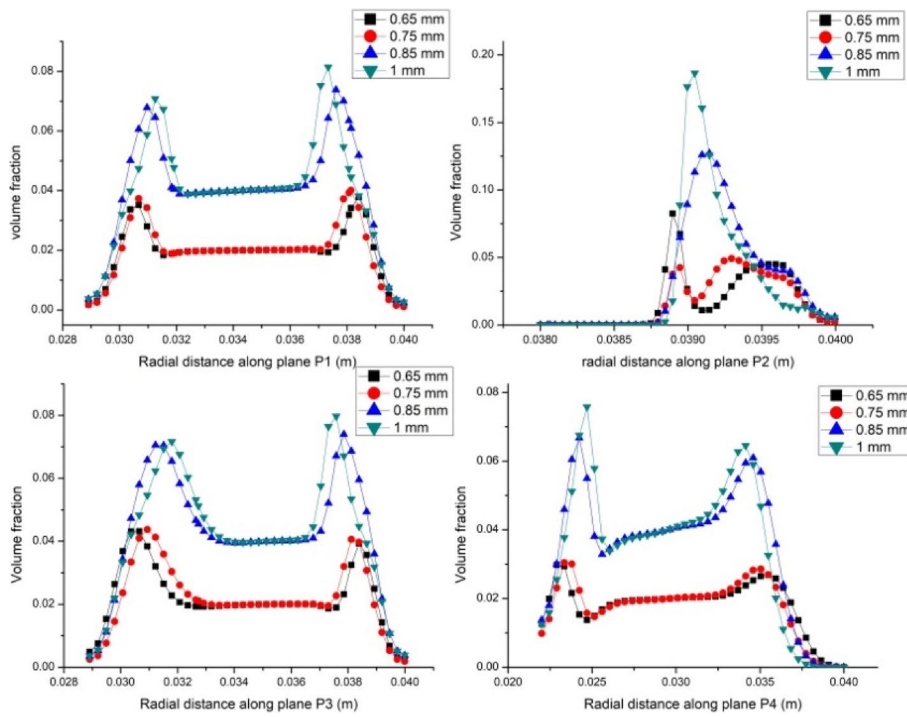 0.65 mm
0.75 mm
0.85 mm
1 mm
0.08
0.06
0.04
0.02
0.00
volume fraction
0.028 0.030 0.032 0.034 0.036 0.038 0.040
Radial distance along plane P1 (m)
0.65 mm
0.75 mm
0.85 mm
1 mm
0.20
0.15
0.10
0.05
0.00
Volume fraction
0.0380 0.0385 0.0390 0.0395 0.0400
radial distance along plane P2 (m)
0.65 mm
0.75 mm
0.85 mm
1 mm
0.08
0.06
0.04
0.02
0.00
Volume fraction
0.028 0.030 0.032 0.034 0.036 0.038 0.040
Radial distance along plane P3 (m)
0.65 mm
0.75 mm
0.85 mm
1 mm
0.08
0.06
0.04
0.02
0.00
Volume fraction
0.020 0.025 0.030 0.035 0.040
Radial distance along plane P4 (m)